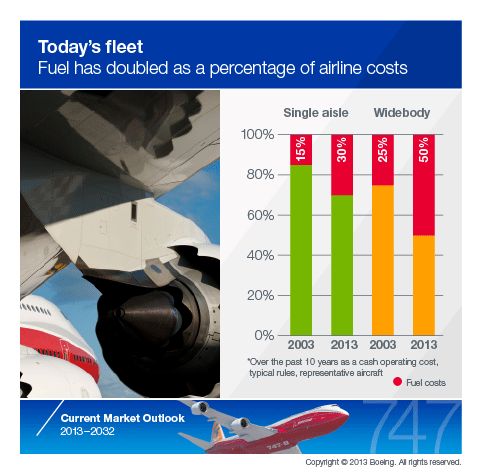 Today's fleet
Fuel has doubled as a percentage of airline costs
Single aisle Widebody
100%
80%
60%
40%
20%
0%
15% 30% 25% 50%
2003 2013 2003 2013
*Over the past 10 years as a cash operating cost,
typical rules, representative aircraft
Fuel costs
Current Market Outlook
2013–2032
747-8
747
Copyright © 2013 Boeing. All rights reserved.